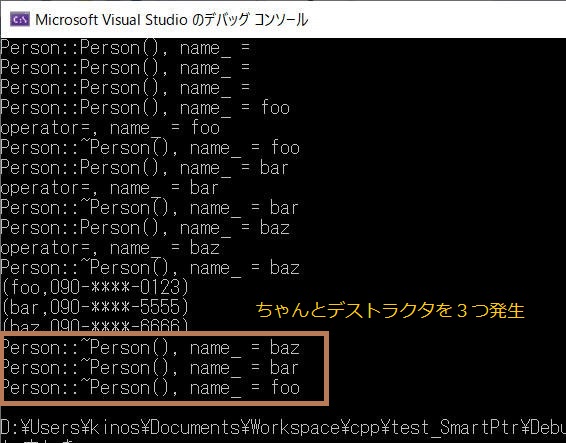 Microsoft Visual Studio のデバッグ コンソール
Person::Person(), name_ =
Person::Person(), name_ =
Person::Person(), name_ =
Person::Person(), name_ = foo
operator=, name_ = foo
Person::~Person(), name_ = foo
Person::Person(), name_ = bar
operator=, name_ = bar
Person::~Person(), name_ = bar
Person::Person(), name_ = baz
operator=, name_ = baz
Person::~Person(), name_ = baz
(foo,090-****-0123)
(bar,090-****-5555)
ちゃんとデストラクタを３つ発生
(baz,090-****-6666)
Person::~Person(), name_ = baz
Person::~Person(), name_ = bar
Person::~Person(), name_ = foo
D:¥Users¥kinos¥Documents¥Workspace¥cpp¥test_SmartPtr¥Debu